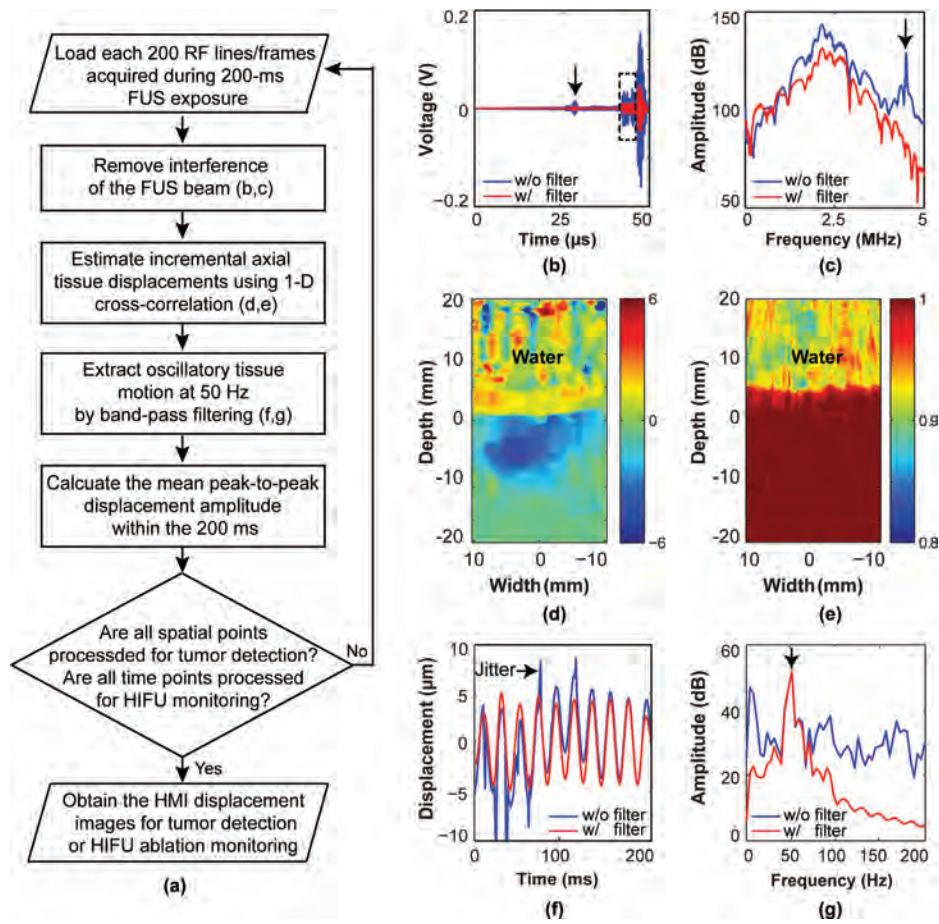 Load each 200 RF lines/frames
acquired during 200-ms
FUS exposure
Remove interference
of the FUS beam (b,c)
Estimate incremental axial
tissue displacements using 1-D
cross-correlation (d,e)
Extract oscillatory tissue
motion at 50 Hz
by band-pass filtering (f,g)
Calcuate the mean peak-to-peak
displacement amplitude
within the 200 ms
Are all spatial points
processded for tumor detection?
Are all time points processed
for HIFU monitoring?
No
Yes
Obtain the HMI displacement
images for tumor detection
or HIFU ablation monitoring
(a)
0.2
0
−0.2
Voltage (V)
w/o filter
w/ filter
0 25 50
Time (µs)
(b)
150
100
50
Amplitude (dB)
w/o filter
w/ filter
0 2.5 5
Frequency (MHz)
(c)
20
10
0
-10
-20
Depth (mm)
Water
10 0 −10
Width (mm)
6
0
−6
(d)
20
10
0
-10
-20
Depth (mm)
Water
10 0 −10
Width (mm)
1
0.9
0.8
(e)
10
5
0
−5
−10
Displacement (µm)
Jitter
w/o filter
w/ filter
0 50 100 150 200
Time (ms)
(f)
60
40
20
0
Amplitude (dB)
w/o filter
w/ filter
0 50 100 150 200
Frequency (Hz)
(g)